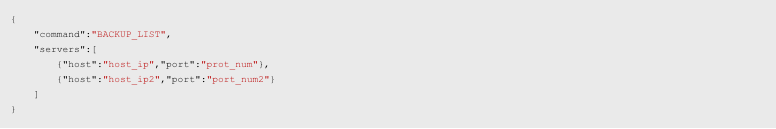 {
    "command":"BACKUP_LIST",
    "servers":[
        {"host":"host_ip","port":"prot_num"},
        {"host":"host_ip2","port":"port_num2"}
    ]
}